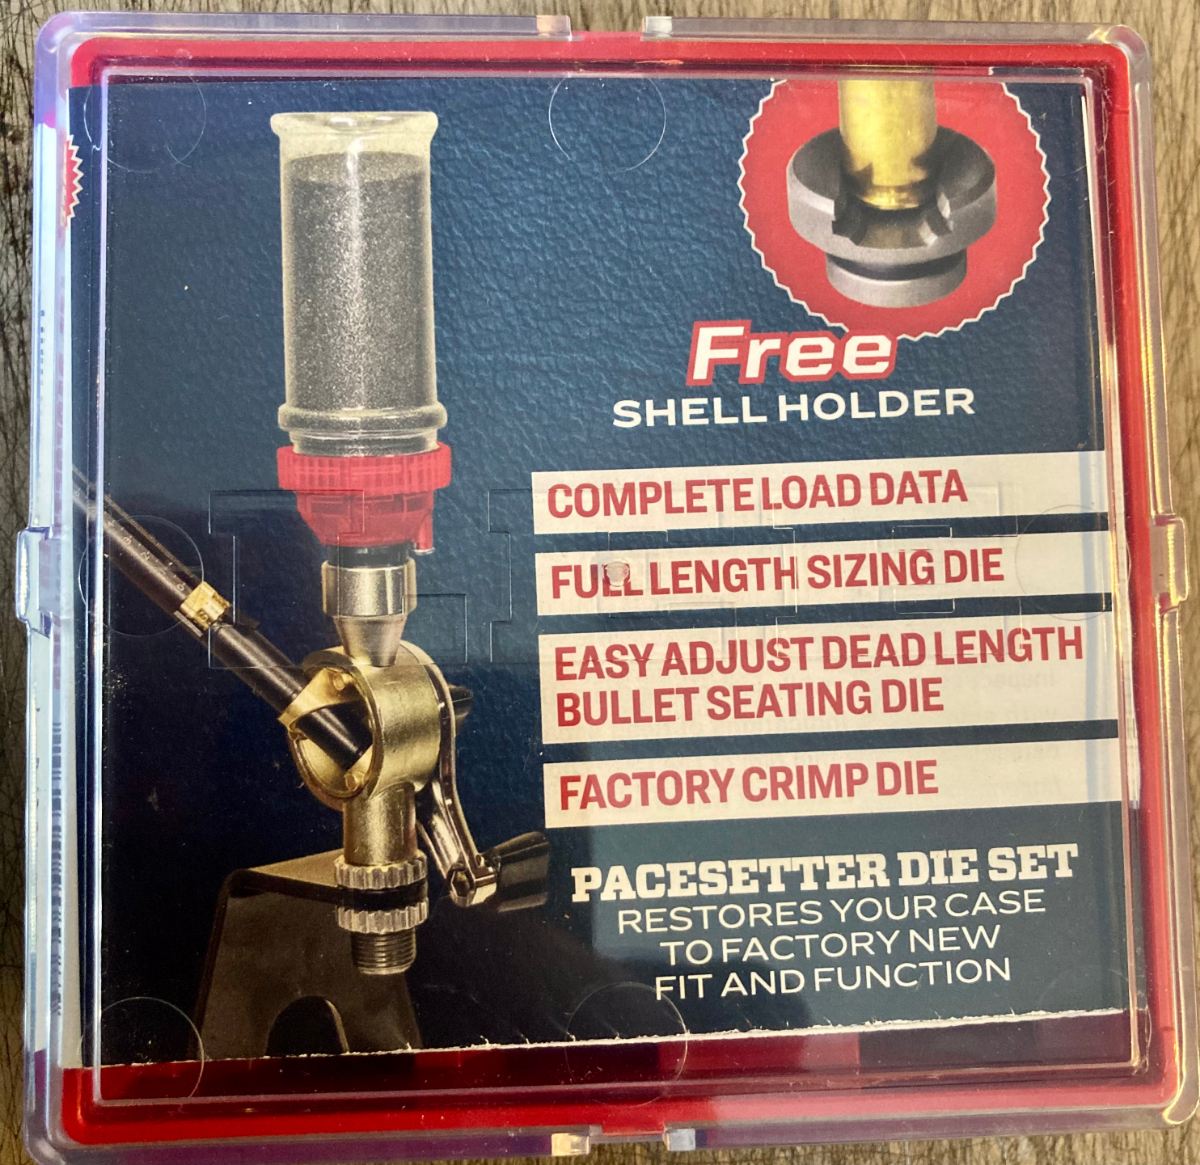 Free
SHELL HOLDER
COMPLETE LOAD DATA
FULL LENGTH SIZING DIE
EASY ADJUST DEAD LENGTH
BULLET SEATING DIE
FACTORY CRIMP DIE
PACESETTER DIE SET
RESTORES YOUR CASE
TO FACTORY NEW
FIT AND FUNCTION